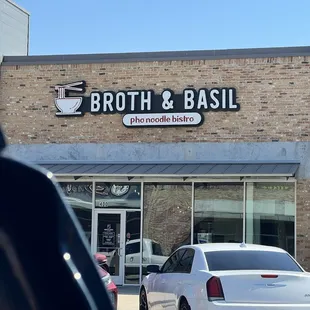 BROTH & BASIL
pho noodle bistro